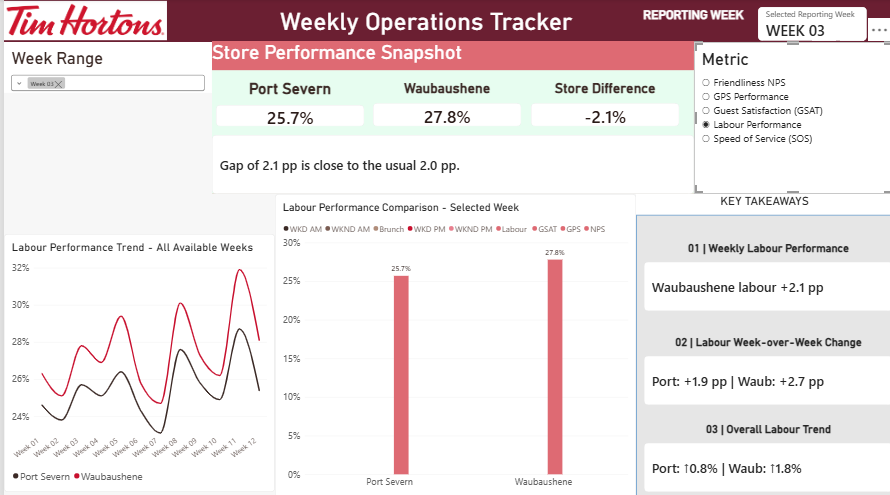 Tim Hortons.
Weekly Operations Tracker
REPORTING WEEK
Selected Reporting Week
WEEK 03
...
Week Range
Week 03
Store Performance Snapshot
Port Severn
Waubaushene
Store Difference
25.7%
27.8%
-2.1%
Gap of 2.1 pp is close to the usual 2.0 pp.
Metric
Friendliness NPS
GPS Performance
Guest Satisfaction (GSAT)
Labour Performance
Speed of Service (SOS)
Labour Performance Trend - All Available Weeks
32%
30%
28%
26%
24%
Week 01
Week 02
Week 03
Week 04
Week 05
Week 06
Week 07
Week 08
Week 09
Week 10
Week 11
Week 12
Port Severn
Waubaushene
Labour Performance Comparison - Selected Week
WKD AM
WKND AM
Brunch
WKD PM
WKND PM
Labour
GSAT
GPS
NPS
30%
25%
20%
15%
10%
5%
0%
25.7%
27.8%
Port Severn
Waubaushene
KEY TAKEAWAYS
01 | Weekly Labour Performance
Waubaushene labour +2.1 pp
02 | Labour Week-over-Week Change
Port: +1.9 pp | Waub: +2.7 pp
03 | Overall Labour Trend
Port: ↑0.8% | Waub: ↑1.8%